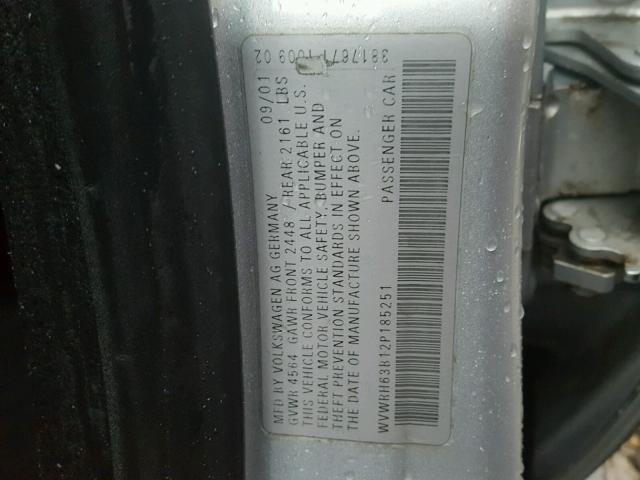 MFD BY VOLKSWAGEN AG GERMANY 09/01
GVWR 4564 GAWR FRONT 2448 / REAR 2161 LBS
THIS VEHICLE CONFORMS TO ALL APPLICABLE U.S.
FEDERAL MOTOR VEHICLE SAFETY, BUMPER AND
THEFT PREVENTION STANDARDS IN EFFECT ON
THE DATE OF MANUFACTURE SHOWN ABOVE.
WVWRH63B12P185251 PASSENGER CAR